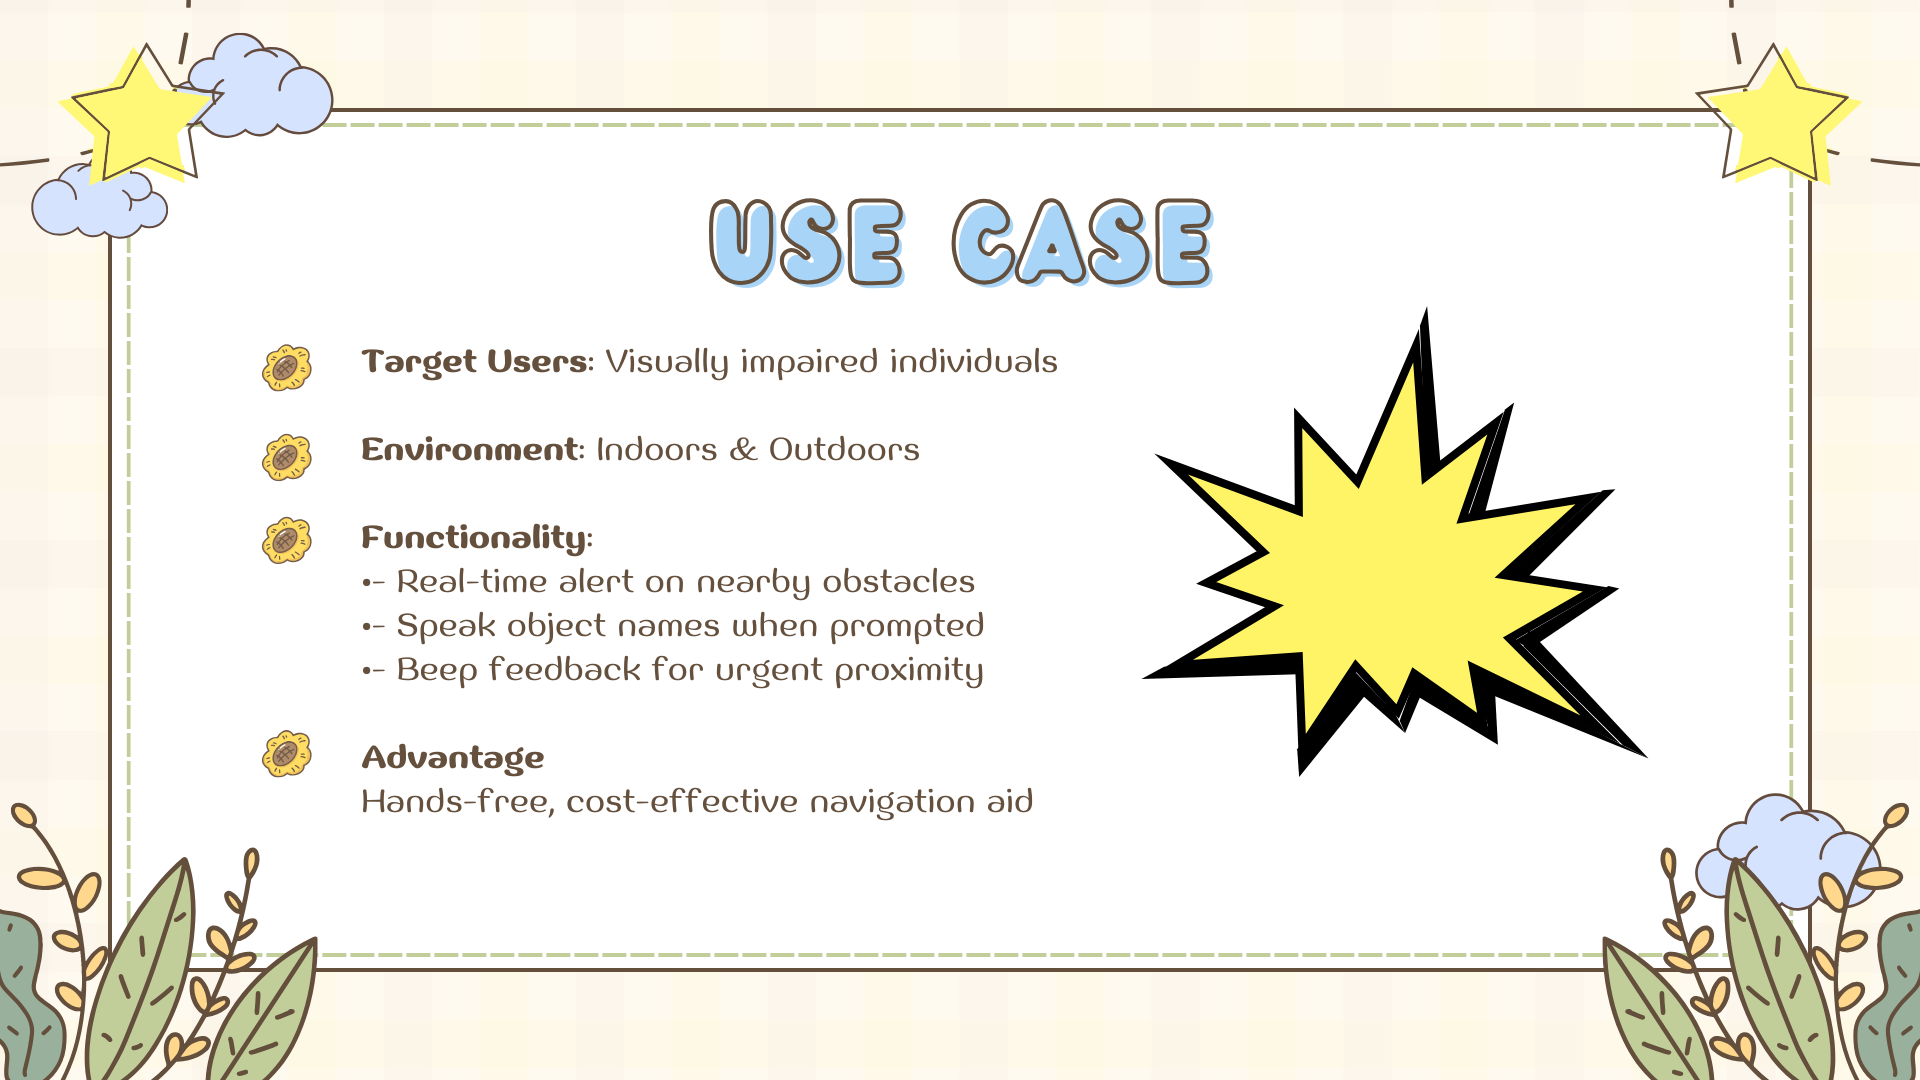 USE CASE
Target Users: Visually impaired individuals
Environment: Indoors & Outdoors
Functionality:
•- Real-time alert on nearby obstacles
•- Speak object names when prompted
•- Beep feedback for urgent proximity
Advantage
Hands-free, cost-effective navigation aid